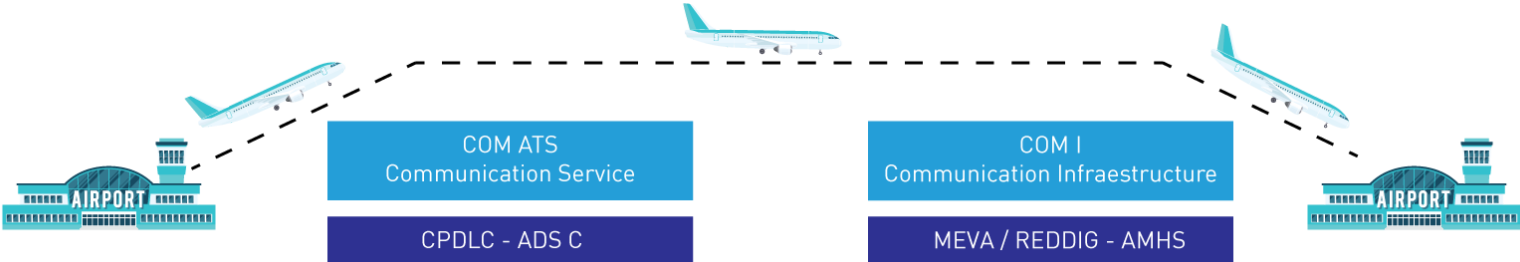 COM ATS
Communication Service
COM I
Communication Infraestructure
AIRPORT
AIRPORT
CPDLC - ADS C
MEVA / REDDIG - AMHS